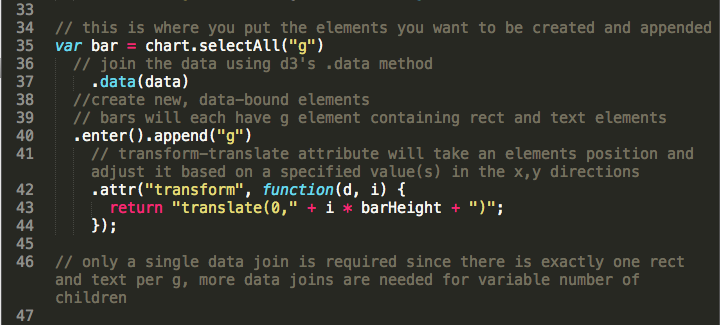 33
34 // this is where you put the elements you want to be created and appended
35 var bar = chart.selectAll("g")
36 // join the data using d3's .data method
37 .data(data)
38 //create new, data-bound elements
39 // bars will each have g element containing rect and text elements
40 .enter().append("g")
41 // transform-translate attribute will take an elements position and
adjust it based on a specified value(s) in the x,y directions
42 .attr("transform", function(d, i) {
43 return "translate(0," + i * barHeight + ")";
44 });
45
46 // only a single data join is required since there is exactly one rect
and text per g, more data joins are needed for variable number of
children
47